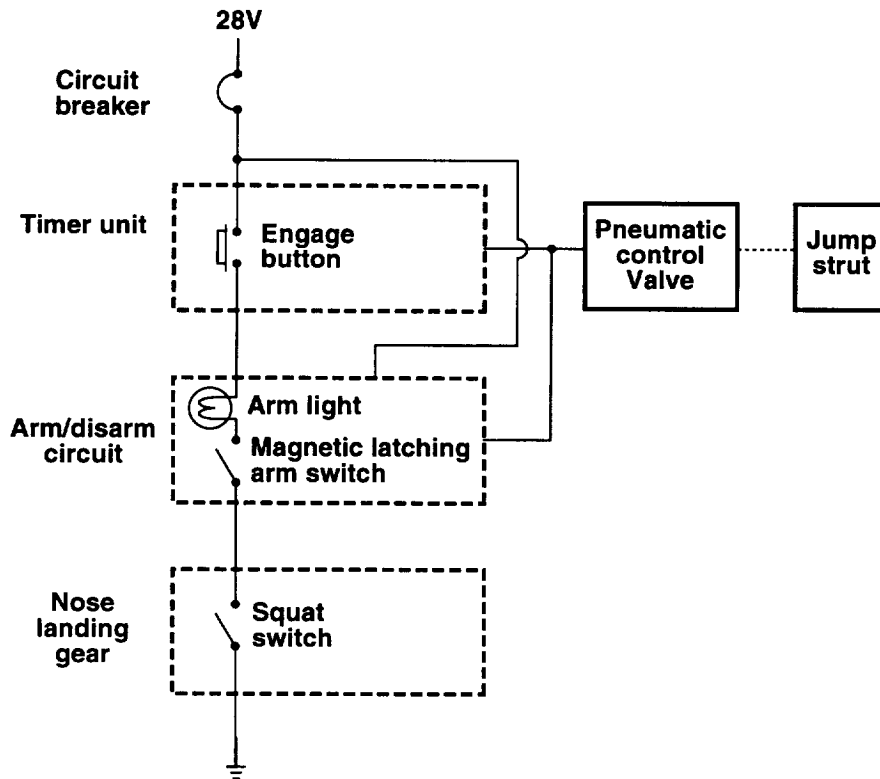 28V
Circuit
breaker
Timer unit
Engage
button
Pneumatic
control
Valve
Jump
strut
Arm/disarm
circuit
Arm light
Magnetic latching
arm switch
Nose
landing
gear
Squat
switch